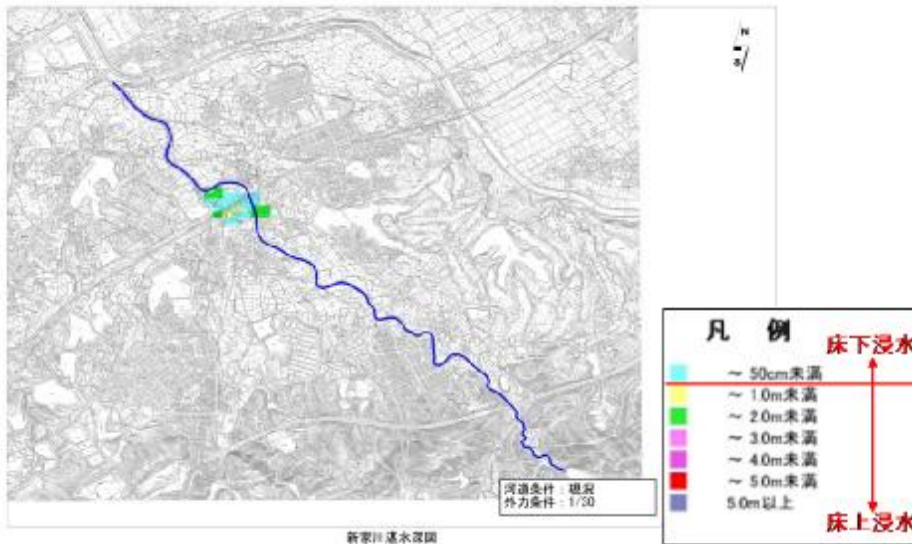 N
S
河道条件：現況
外力条件：1/30
新家川湛水深図
凡 例
床下浸水
～ 50cm未満
～ 1.0m未満
～ 2.0m未満
～ 3.0m未満
～ 4.0m未満
～ 5.0m未満
5.0m以上
床上浸水